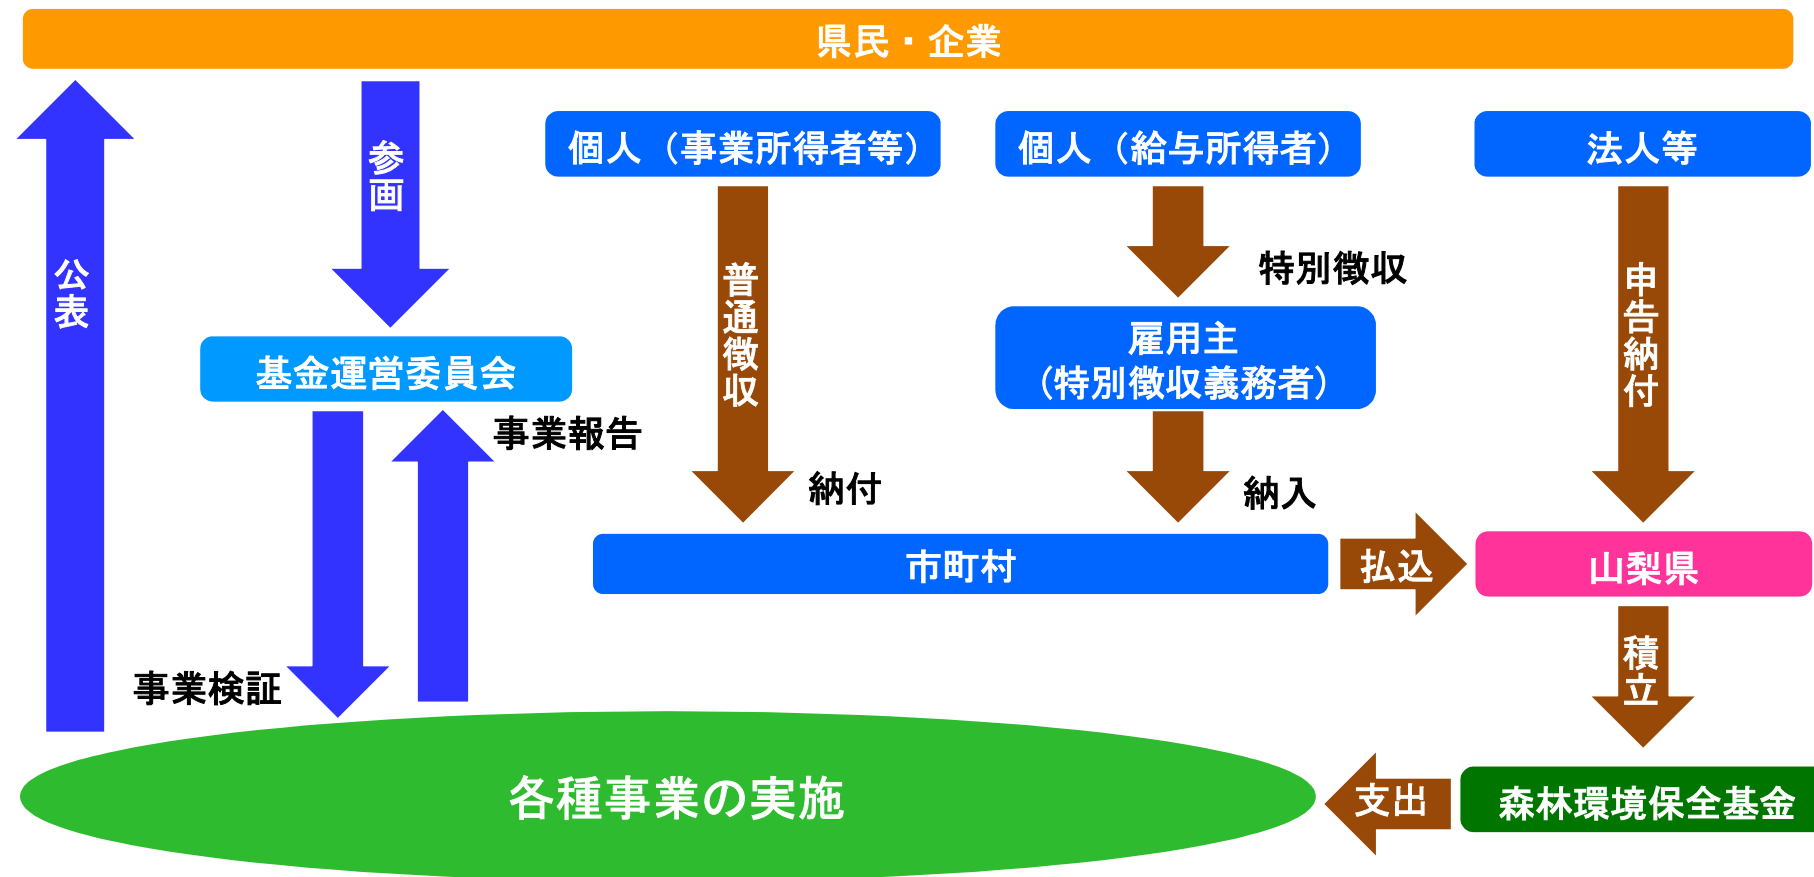 県民・企業
個人（事業所得者等）
個人（給与所得者）
法人等
参画
公表
普通徴収
特別徴収
申告納付
雇用主
（特別徴収義務者）
基金運営委員会
事業報告
納付
納入
市町村
払込
山梨県
事業検証
積立
各種事業の実施
支出
森林環境保全基金